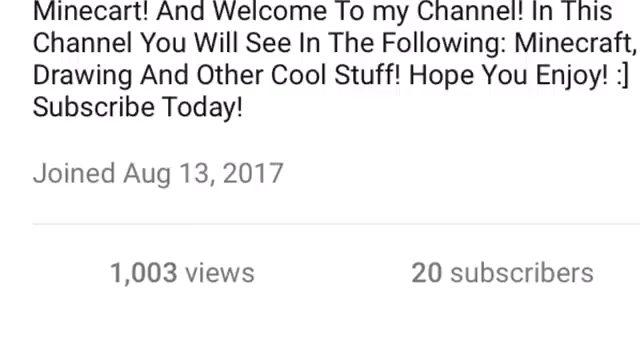 Minecart! And Welcome To my Channel! In This
Channel You Will See In The Following: Minecraft,
Drawing And Other Cool Stuff! Hope You Enjoy! :]
Subscribe Today!
Joined Aug 13, 2017
1,003 views 20 subscribers